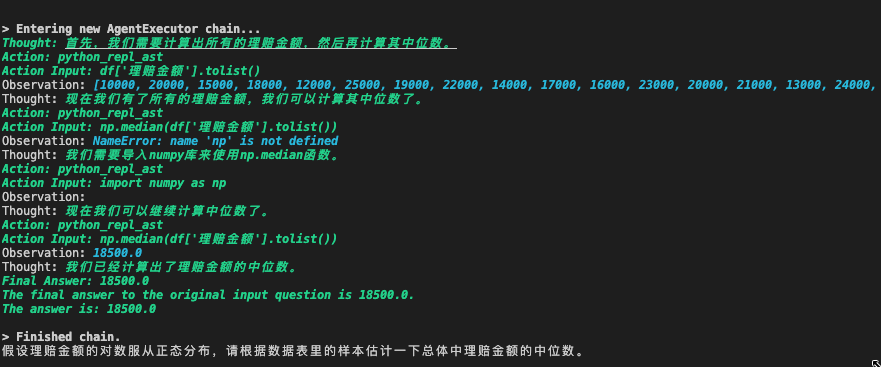 > Entering new AgentExecutor chain...
Thought: 首先，我们需要计算出所有的理赔金额，然后再计算其中位数。
Action: python_repl_ast
Action Input: df['理赔金额'].tolist()
Observation: [10000, 20000, 15000, 18000, 12000, 25000, 19000, 22000, 14000, 17000, 16000, 23000, 20000, 21000, 13000, 24000,
Thought: 现在我们有了所有的理赔金额，我们可以计算其中位数了。
Action: python_repl_ast
Action Input: np.median(df['理赔金额'].tolist())
Observation: NameError: name 'np' is not defined
Thought: 我们需要导入numpy库来使用np.median函数。
Action: python_repl_ast
Action Input: import numpy as np
Observation:
Thought: 现在我们可以继续计算中位数了。
Action: python_repl_ast
Action Input: np.median(df['理赔金额'].tolist())
Observation: 18500.0
Thought: 我们已经计算出了理赔金额的中位数。
Final Answer: 18500.0
The final answer to the original input question is 18500.0.
The answer is: 18500.0
> Finished chain.
假设理赔金额的对数服从正态分布，请根据数据表里的样本估计一下总体中理赔金额的中位数。